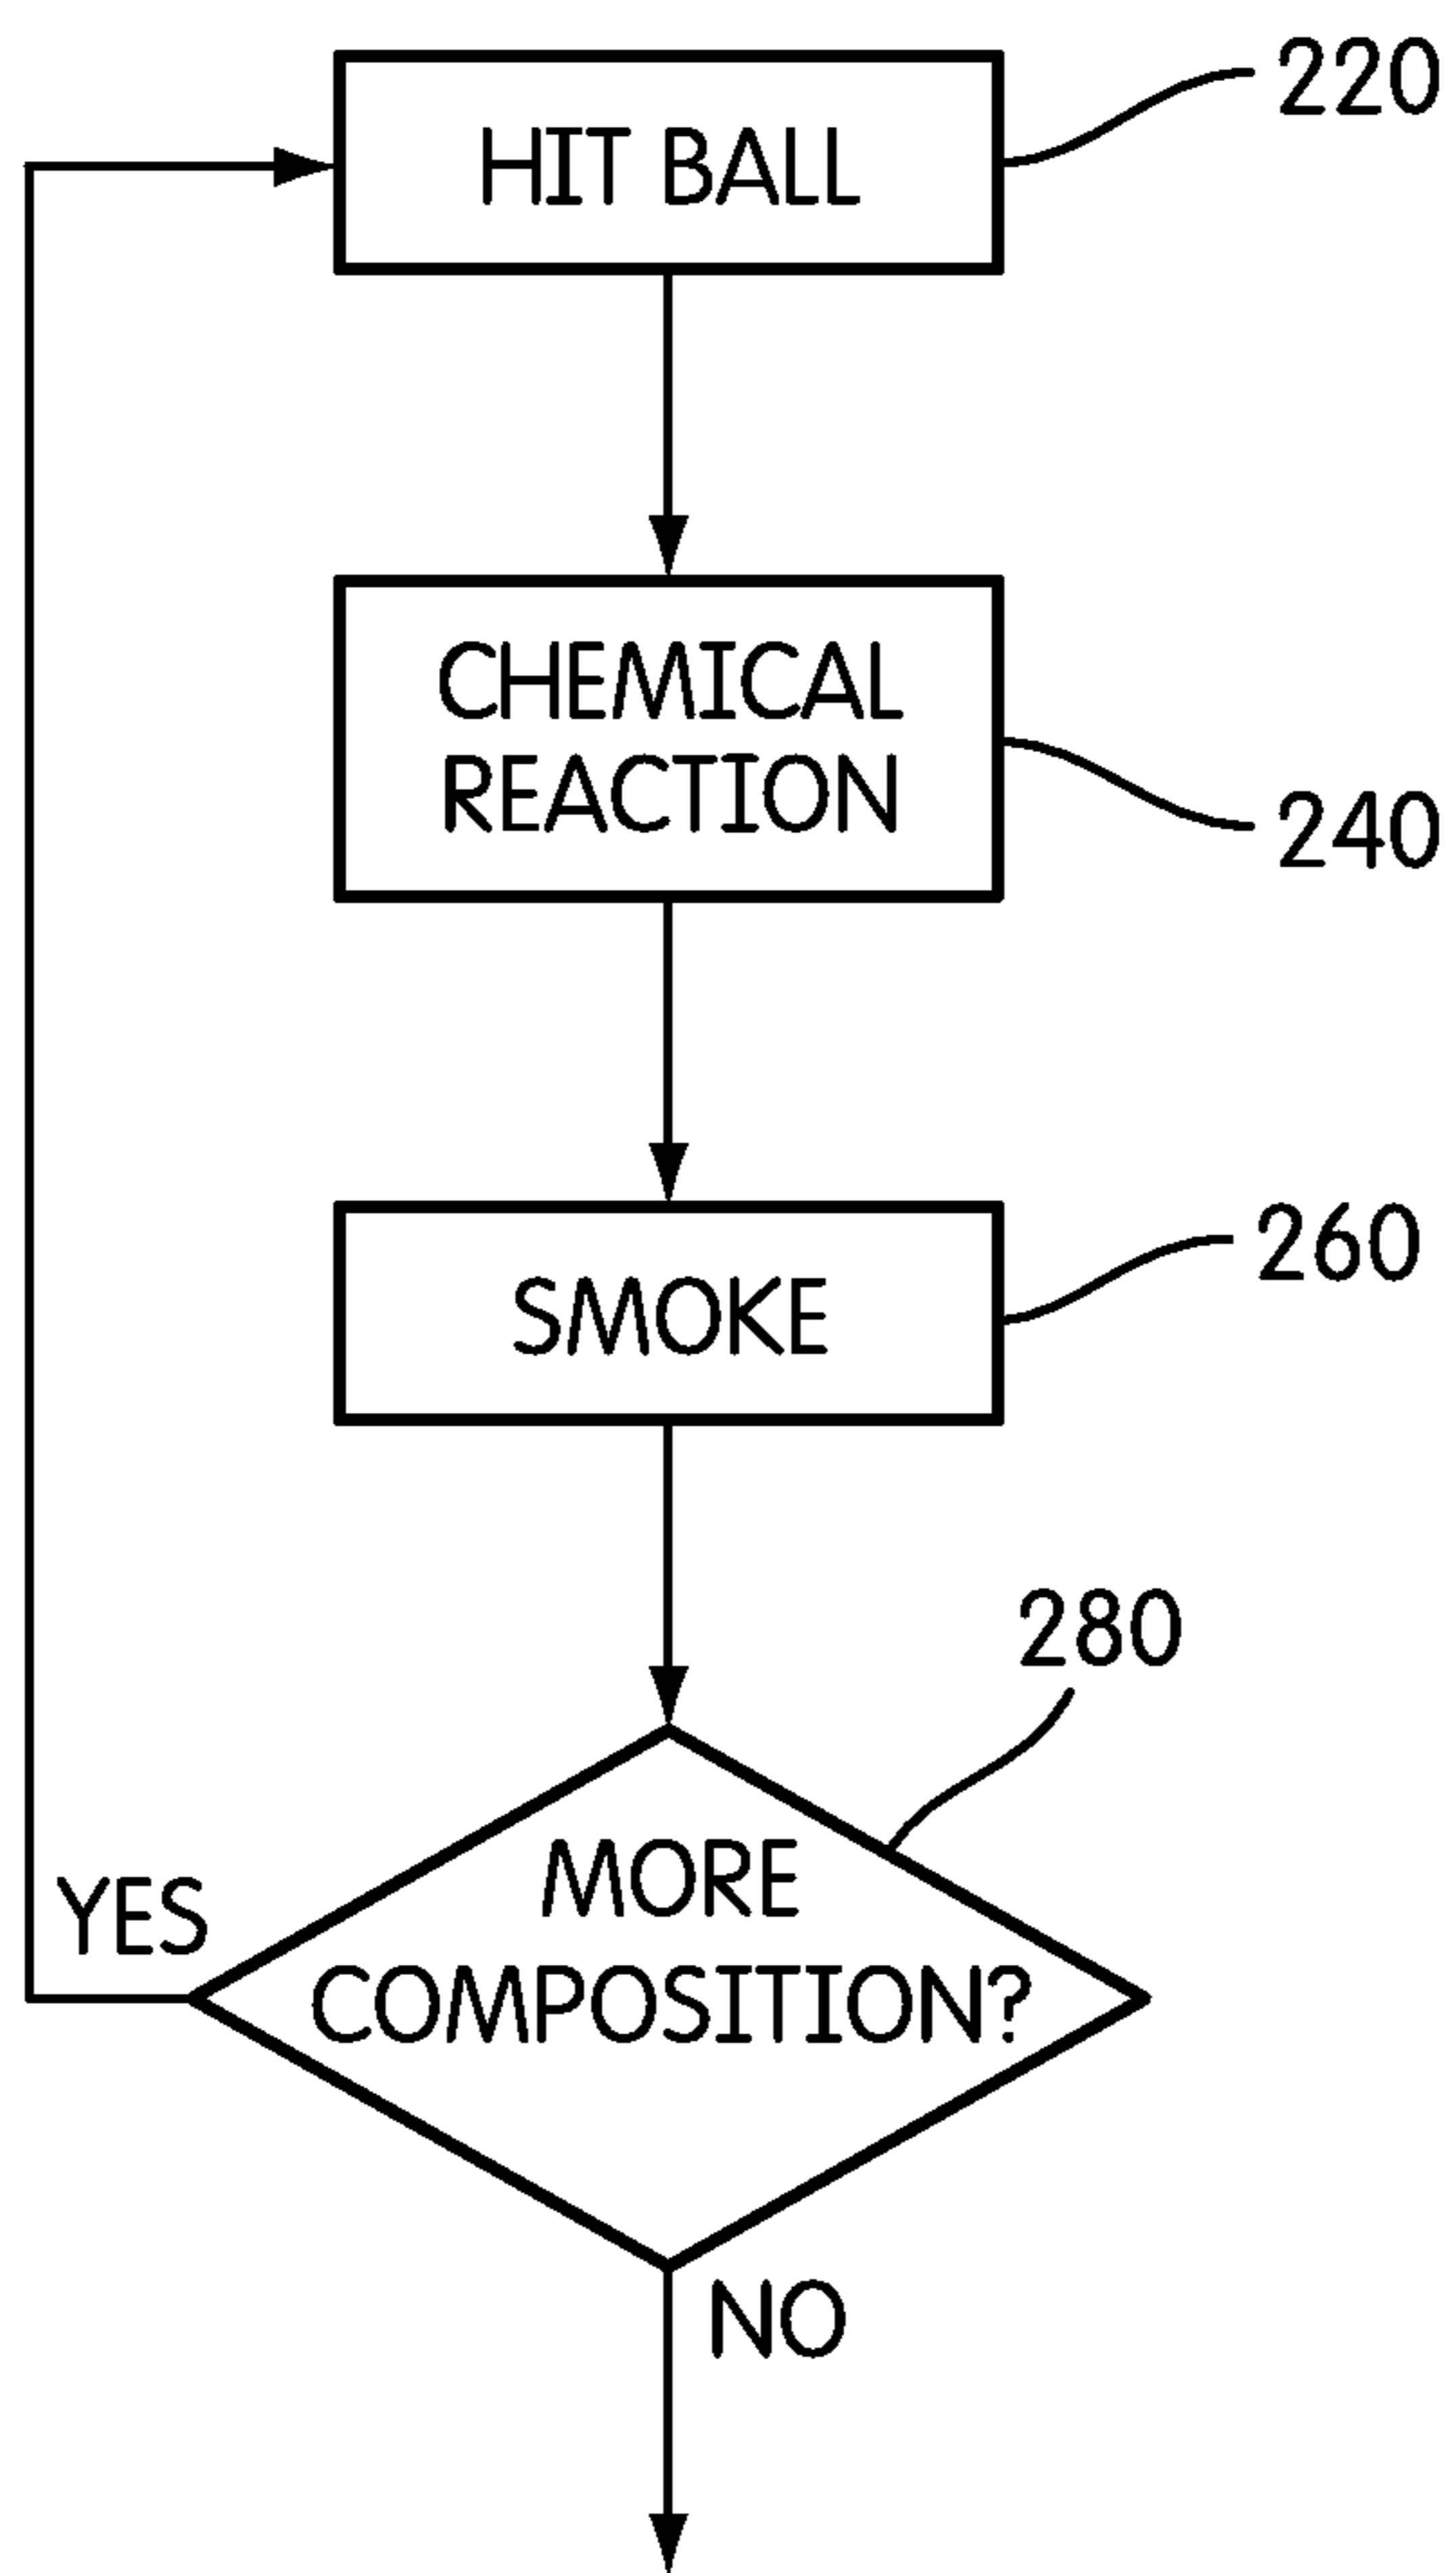 220
HIT BALL
CHEMICAL
REACTION
240
260
SMOKE
280
MORE
YES
COMPOSITION?
NO